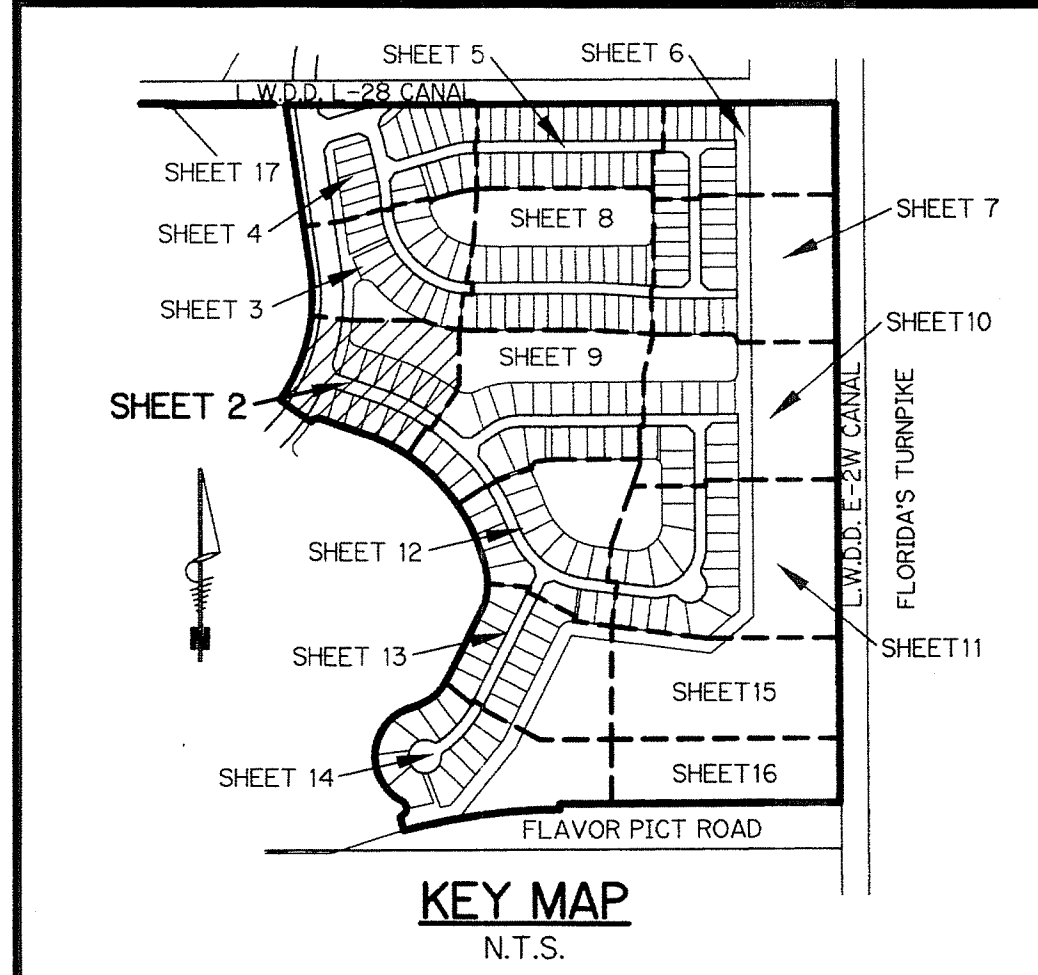 SHEET 5
SHEET 6
L.W.D.D. L-28 CANAL
SHEET 17
SHEET 4
SHEET 8
SHEET 7
SHEET 3
SHEET10
SHEET 9
SHEET 2
L.W.D.D. E-2W CANAL
FLORIDA'S TURNPIKE
SHEET 12
SHEET11
SHEET 13
SHEET15
SHEET 14
SHEET16
FLAVOR PICT ROAD
KEY MAP
N.T.S.